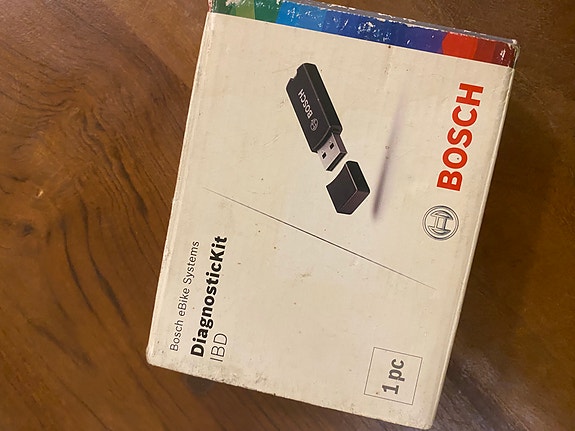 BOSCH
BOSCH
Bosch eBike Systems
DiagnosticKit
IBD
1 pc